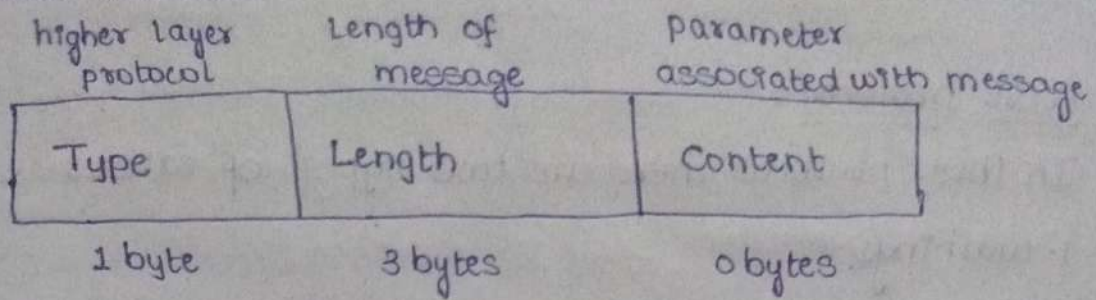 higher layer Length of parameter
protocol message associated with message
Type Length Content
1 byte 3 bytes 0 bytes